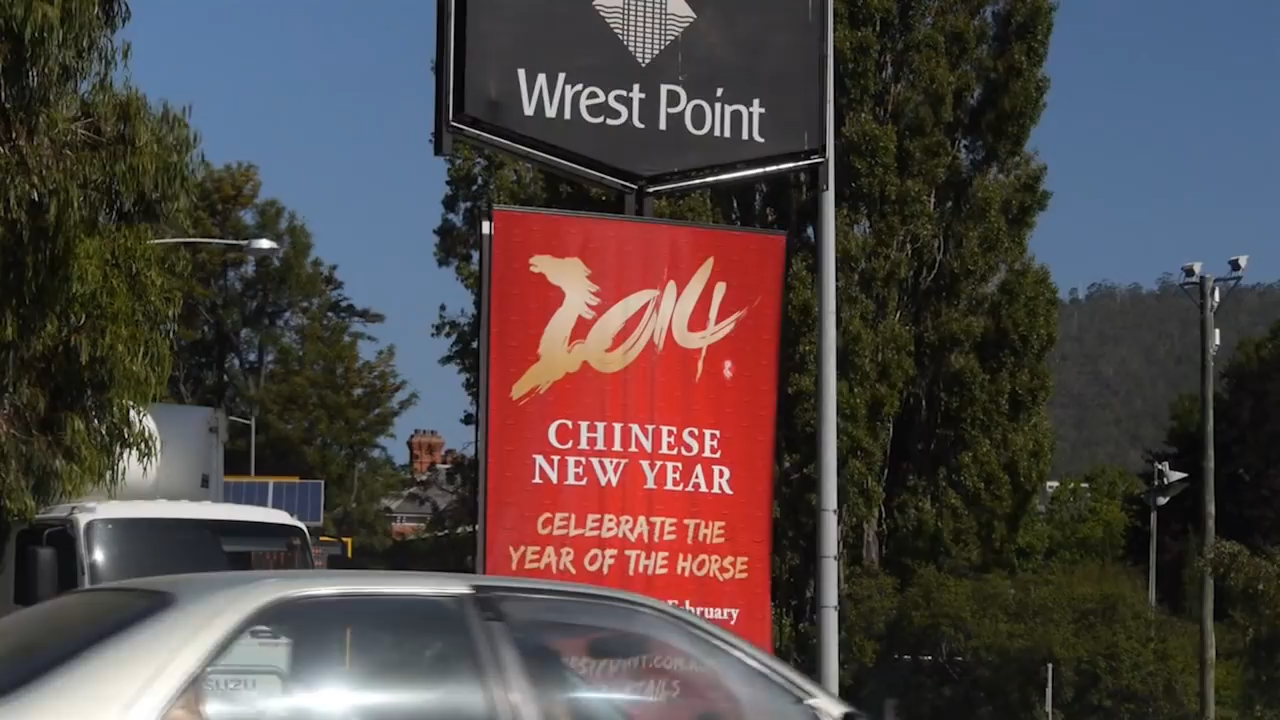 Wrest Point
2014
CHINESE
NEW YEAR
CELEBRATE THE
YEAR OF THE HORSE
February